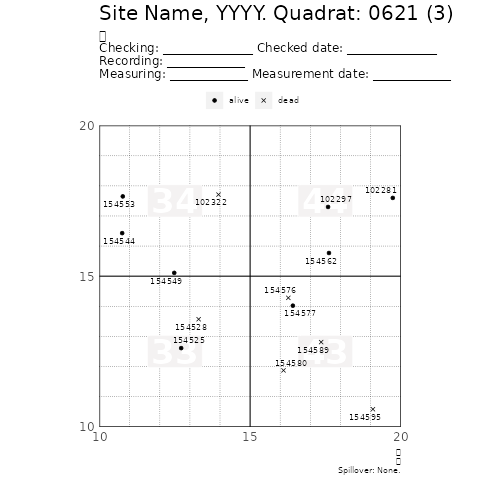 Site Name, YYYY. Quadrat: 0621 (3)
Checking: ______________ Checked date: ______________
Recording: ____________
Measuring: ____________ Measurement date: ____________
alive dead
20
34 44
154553 102322 102297 102281
154544
154562
15
154549
154576
154577
154528
154525
33 43
154589
154580
154595
10
10 15 20
Spillover: None.